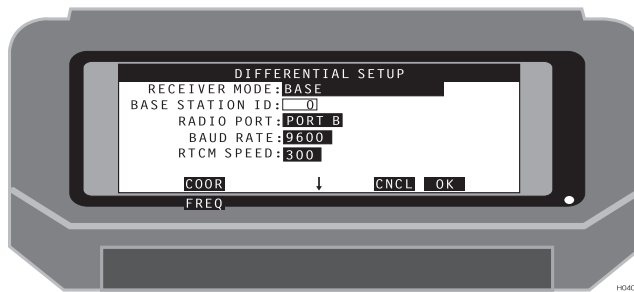 DIFFERENTIAL SETUP
RECEIVER MODE: BASE
BASE STATION ID: 0
RADIO PORT: PORT B
BAUD RATE: 9600
RTCM SPEED: 300
COOR ↓ CNCL OK
FREQ